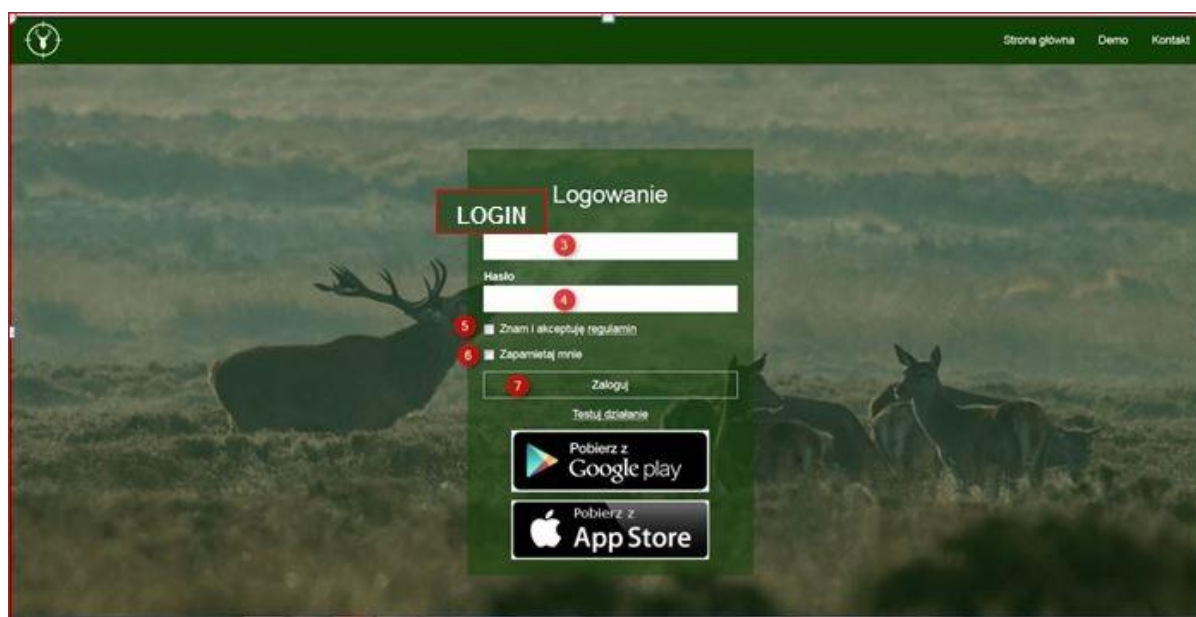 Strona główna Demo Kontakt
Logowanie
LOGIN
3
Hasło
4
5 Znam i akceptuję regulamin
6 Zapamietaj mnie
7 Zaloguj
Testuj działanie
Pobierz z
Google play
Pobierz z
App Store